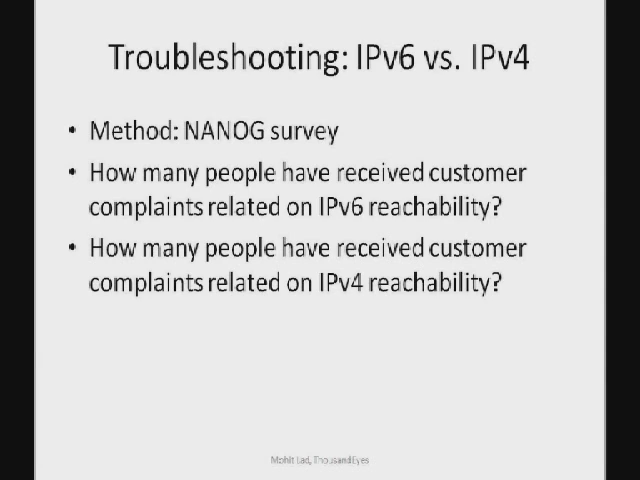 Troubleshooting: IPv6 vs. IPv4
• Method: NANOG survey
• How many people have received customer
complaints related on IPv6 reachability?
• How many people have received customer
complaints related on IPv4 reachability?
Mohit Lad, ThousandEyes